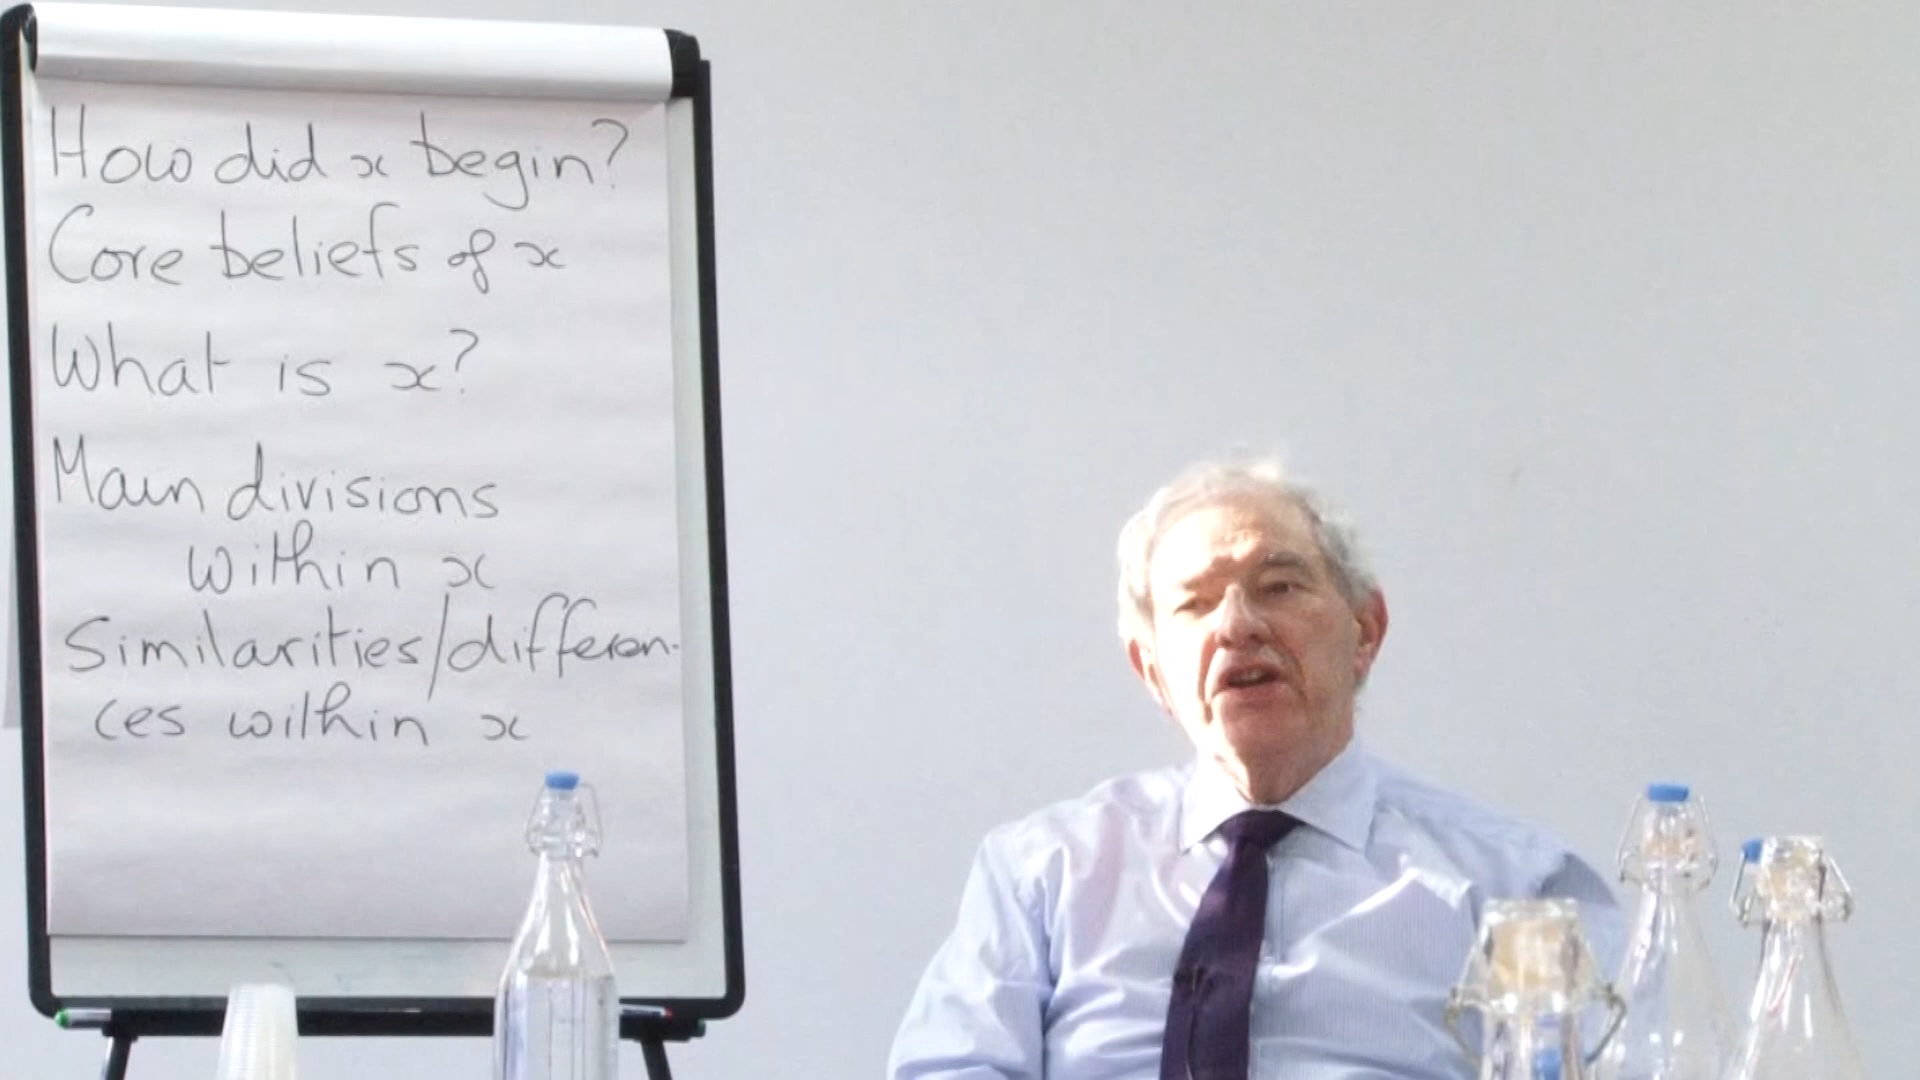 How did x begin?
Core beliefs of x
What is x?
Main divisions
within x
Similarities/differen-
ces within x